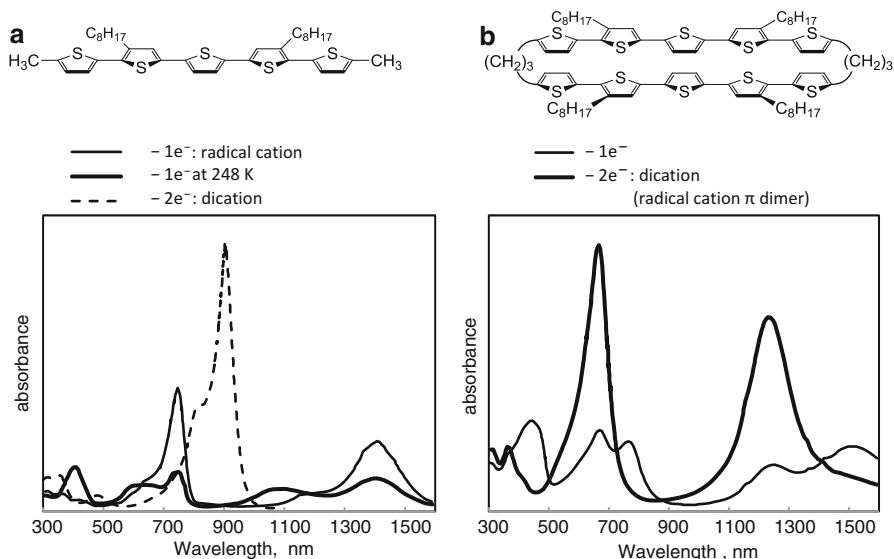 a
C₈H₁₇ C₈H₁₇
H₃C S S S S S CH₃
− 1e⁻: radical cation
− 1e⁻at 248 K
− 2e⁻: dication
absorbance
300 500 700 900 1100 1300 1500
Wavelength, nm
b
C₈H₁₇ C₈H₁₇
S S S S S
(CH₂)₃ (CH₂)₃
S S S S S
C₈H₁₇ C₈H₁₇
− 1e⁻
− 2e⁻: dication
(radical cation π dimer)
absorbance
300 500 700 900 1100 1300 1500
Wavelength , nm